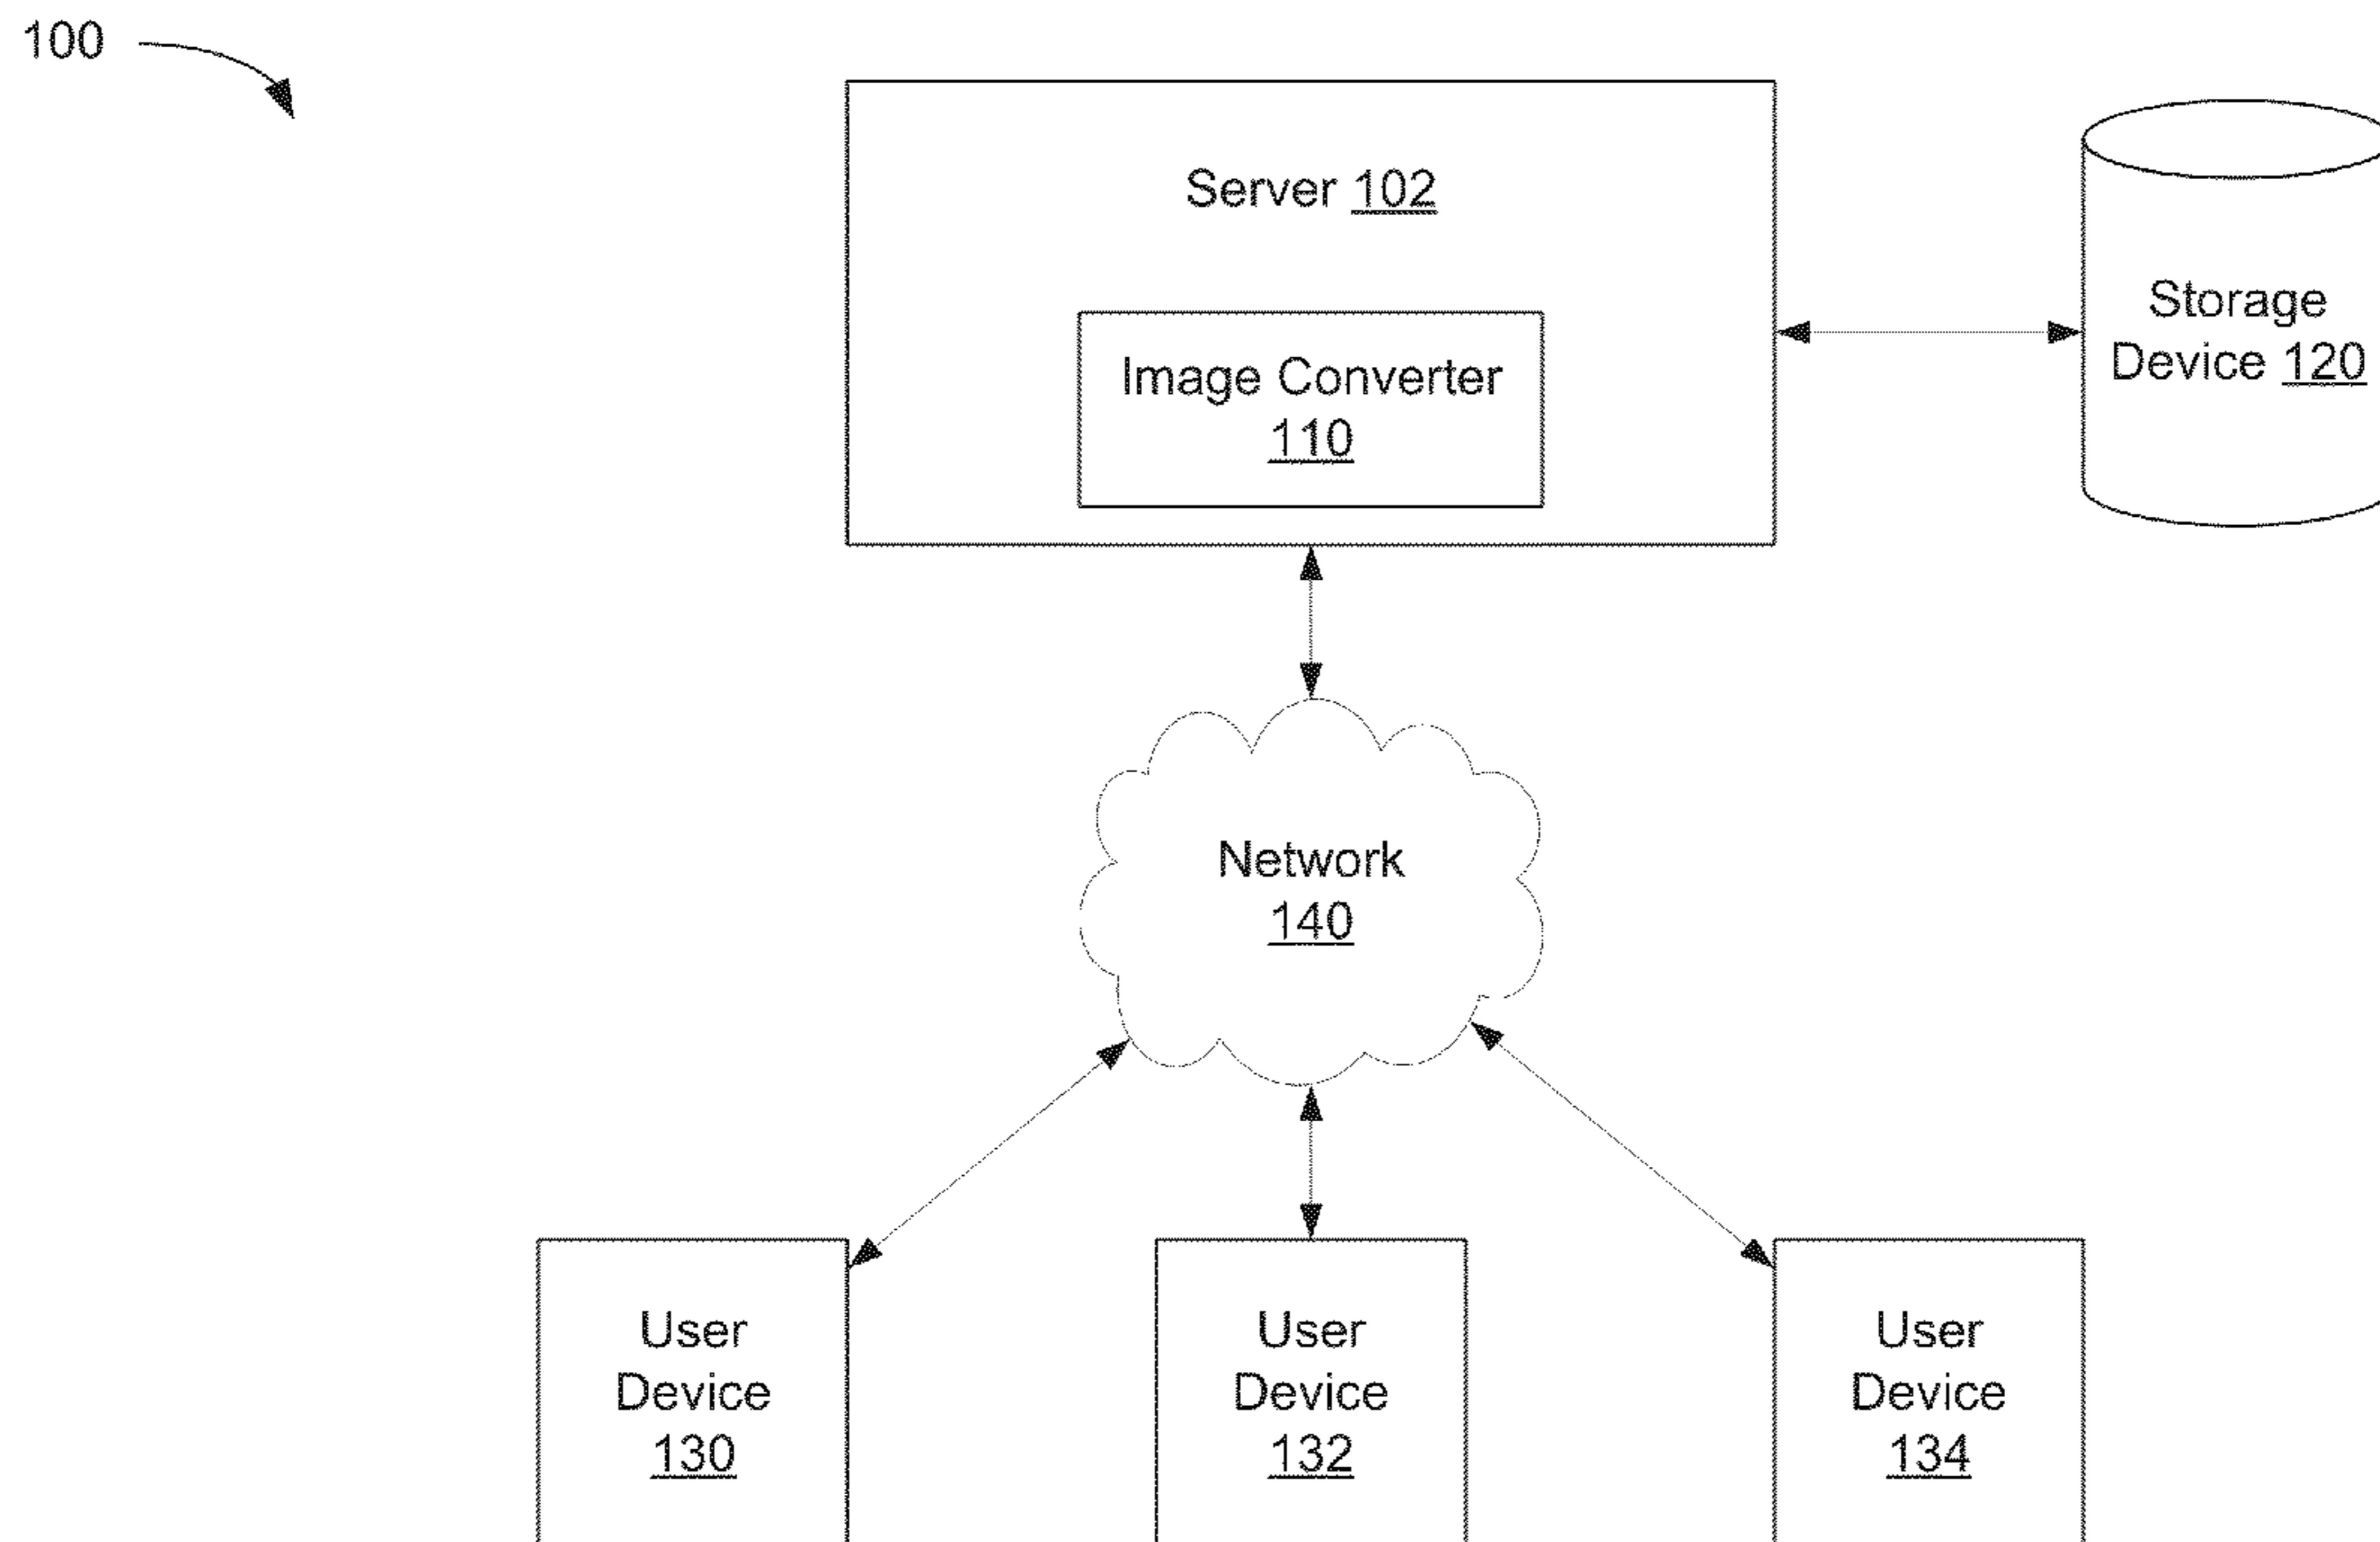 100
Server 102
Image Converter
110
Storage
Device 120
Network
140
User
Device
130
User
Device
132
User
Device
134